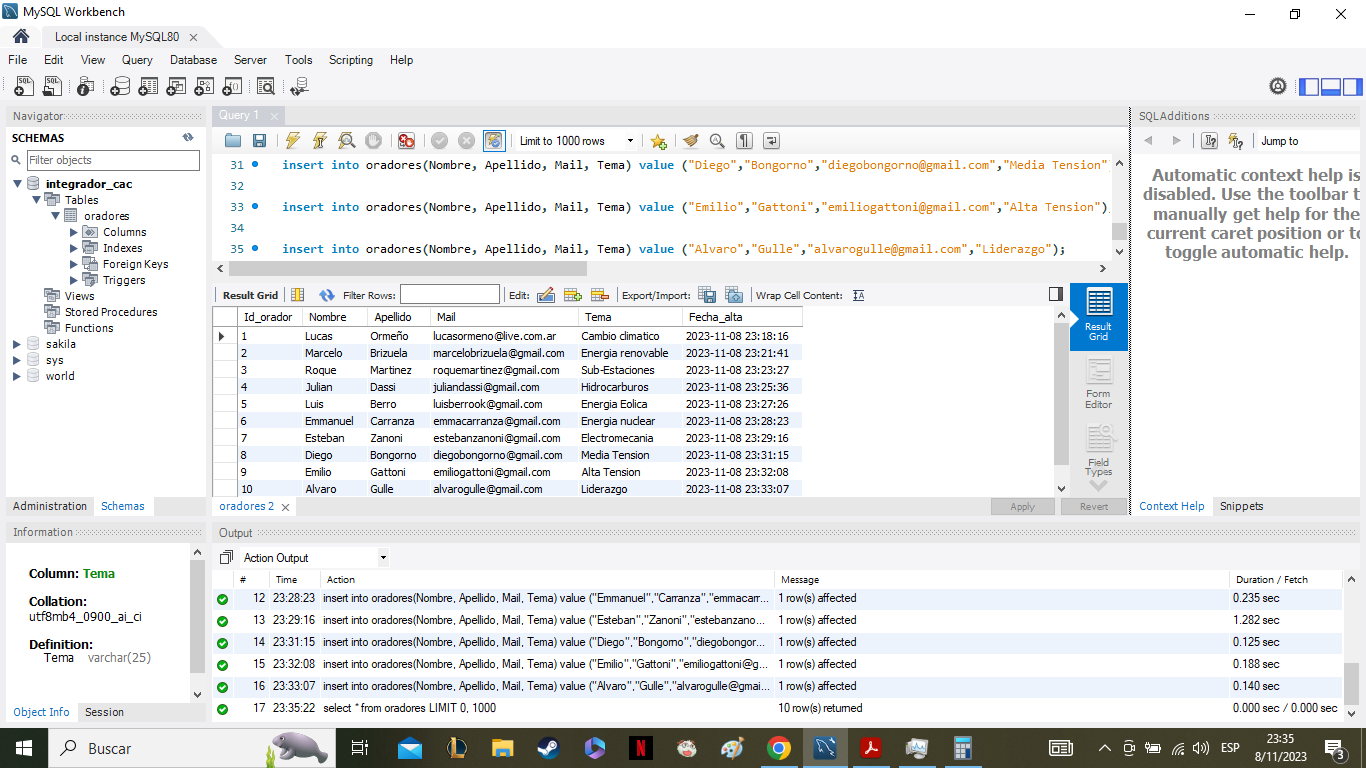 MySQL Workbench
Local instance MySQL80
File Edit View Query Database Server Tools Scripting Help
Navigator
SCHEMAS
Filter objects
integrador_cac
Tables
oradores
Columns
Indexes
Foreign Keys
Triggers
Views
Stored Procedures
Functions
sakila
sys
world
Administration Schemas
Information
Column: Tema
Collation:
utf8mb4_0900_ai_ci
Definition:
Tema varchar(25)
Object Info Session
Query 1
Limit to 1000 rows
31 insert into oradores(Nombre, Apellido, Mail, Tema) value ("Diego","Bongorno","diegobongorno@gmail.com","Media Tension"
32
33 insert into oradores(Nombre, Apellido, Mail, Tema) value ("Emilio","Gattoni","emiliogattoni@gmail.com","Alta Tension")
34
35 insert into oradores(Nombre, Apellido, Mail, Tema) value ("Alvaro","Gulle","alvarogulle@gmail.com","Liderazgo");
Result Grid Filter Rows: Edit: Export/Import: Wrap Cell Content:
Id_orador Nombre Apellido Mail Tema Fecha_alta
1 Lucas Ormeño lucasormeno@live.com.ar Cambio climatico 2023-11-08 23:18:16
2 Marcelo Brizuela marcelobrizuela@gmail.com Energia renovable 2023-11-08 23:21:41
3 Roque Martinez roquemartinez@gmail.com Sub-Estaciones 2023-11-08 23:23:27
4 Julian Dassi juliandassi@gmail.com Hidrocarburos 2023-11-08 23:25:36
5 Luis Berro luisberrook@gmail.com Energia Eolica 2023-11-08 23:27:26
6 Emmanuel Carranza emmacarranza@gmail.com Energia nuclear 2023-11-08 23:28:23
7 Esteban Zanoni estebanzanoni@gmail.com Electromecania 2023-11-08 23:29:16
8 Diego Bongorno diegobongorno@gmail.com Media Tension 2023-11-08 23:31:15
9 Emilio Gattoni emiliogattoni@gmail.com Alta Tension 2023-11-08 23:32:08
10 Alvaro Gulle alvarogulle@gmail.com Liderazgo 2023-11-08 23:33:07
Result
Grid
Form
Editor
Field
Types
oradores 2
Apply Revert
SQLAdditions
Jump to
Automatic context help is
disabled. Use the toolbar t
manually get help for the
current caret position or to
toggle automatic help.
Context Help Snippets
Output
Action Output
# Time Action Message Duration / Fetch
12 23:28:23 insert into oradores(Nombre, Apellido, Mail, Tema) value ("Emmanuel","Carranza","emmacarr... 1 row(s) affected 0.235 sec
13 23:29:16 insert into oradores(Nombre, Apellido, Mail, Tema) value ("Esteban","Zanoni","estebanzano... 1 row(s) affected 1.282 sec
14 23:31:15 insert into oradores(Nombre, Apellido, Mail, Tema) value ("Diego","Bongorno","diegobongor... 1 row(s) affected 0.125 sec
15 23:32:08 insert into oradores(Nombre, Apellido, Mail, Tema) value ("Emilio","Gattoni","emiliogattoni@g... 1 row(s) affected 0.188 sec
16 23:33:07 insert into oradores(Nombre, Apellido, Mail, Tema) value ("Alvaro","Gulle","alvarogulle@gmai... 1 row(s) affected 0.140 sec
17 23:35:22 select * from oradores LIMIT 0, 1000 10 row(s) returned 0.000 sec / 0.000 sec
Buscar
ESP
23:35
8/11/2023
3